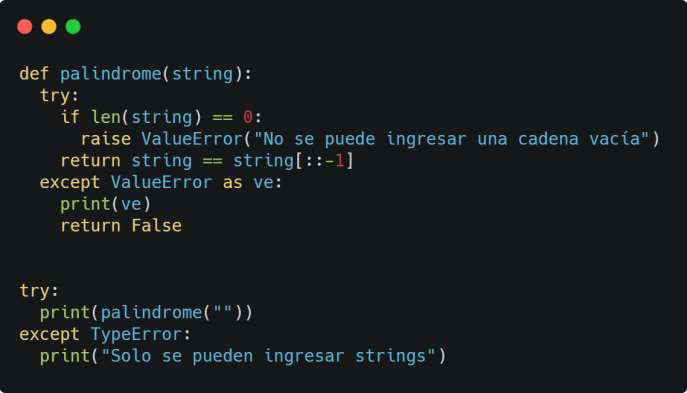 def palindrome(string):
  try:
    if len(string) == 0:
      raise ValueError("No se puede ingresar una cadena vacía")
    return string == string[::-1]
  except ValueError as ve:
    print(ve)
    return False
try:
  print(palindrome(""))
except TypeError:
  print("Solo se pueden ingresar strings")